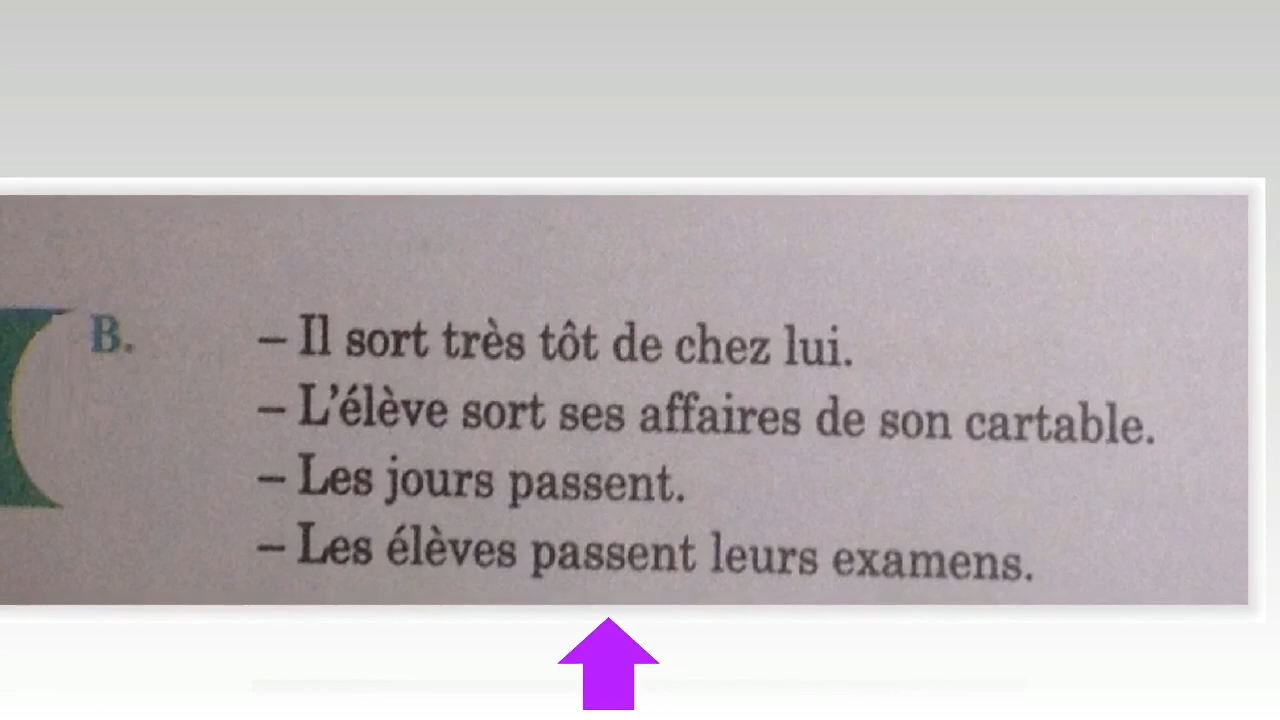 B. – Il sort très tôt de chez lui.
– L'élève sort ses affaires de son cartable.
– Les jours passent.
– Les élèves passent leurs examens.